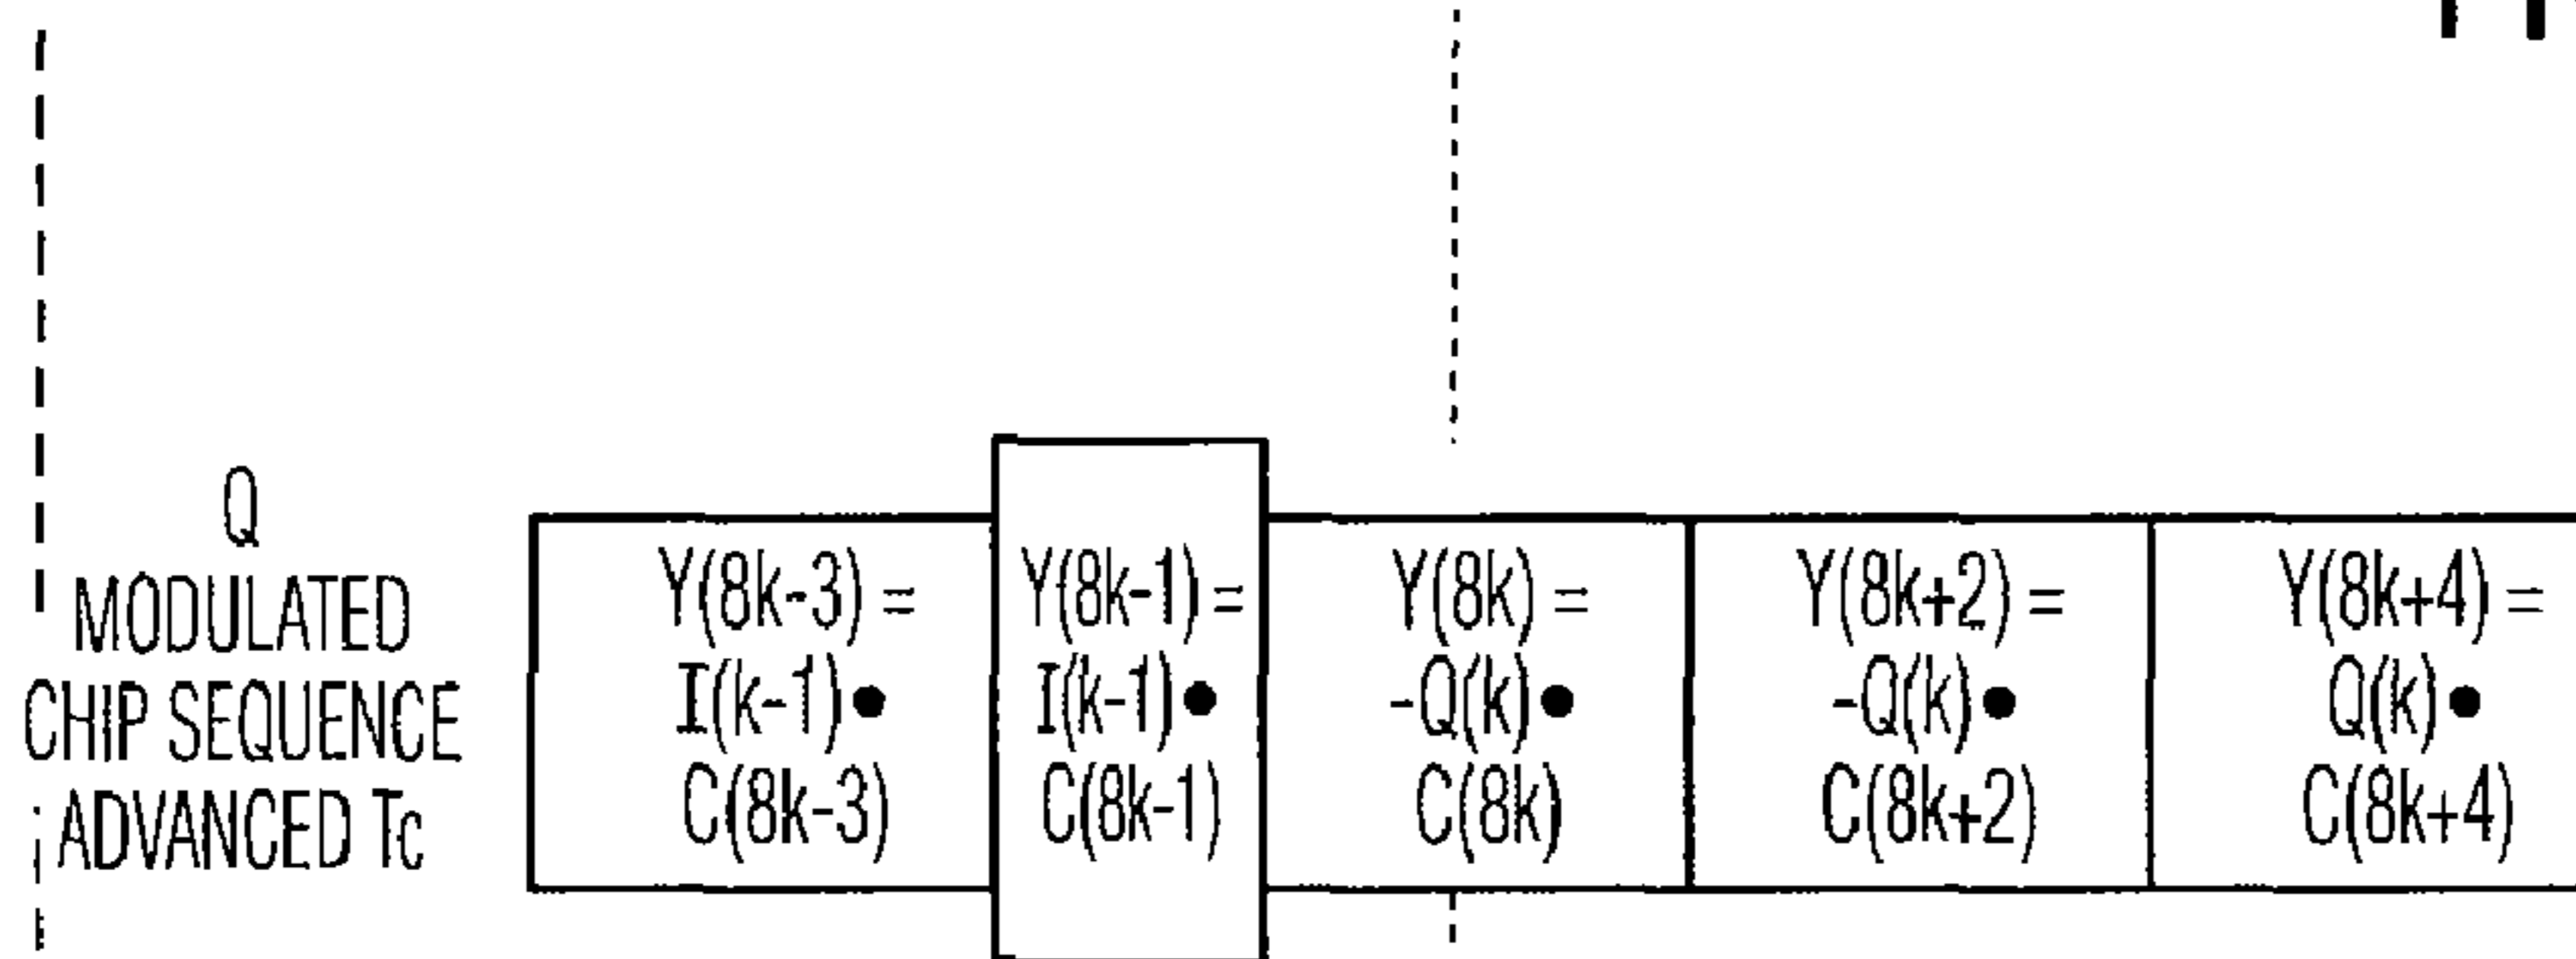 Q
MODULATED
CHIP SEQUENCE
ADVANCED Tc
Y(8k-3) =
I(k-1)●
C(8k-3)
Y(8k-1) =
I(k-1)●
C(8k-1)
Y(8k) =
-Q(k)●
C(8k)
Y(8k+2) =
-Q(k)●
C(8k+2)
Y(8k+4) =
Q(k)●
C(8k+4)